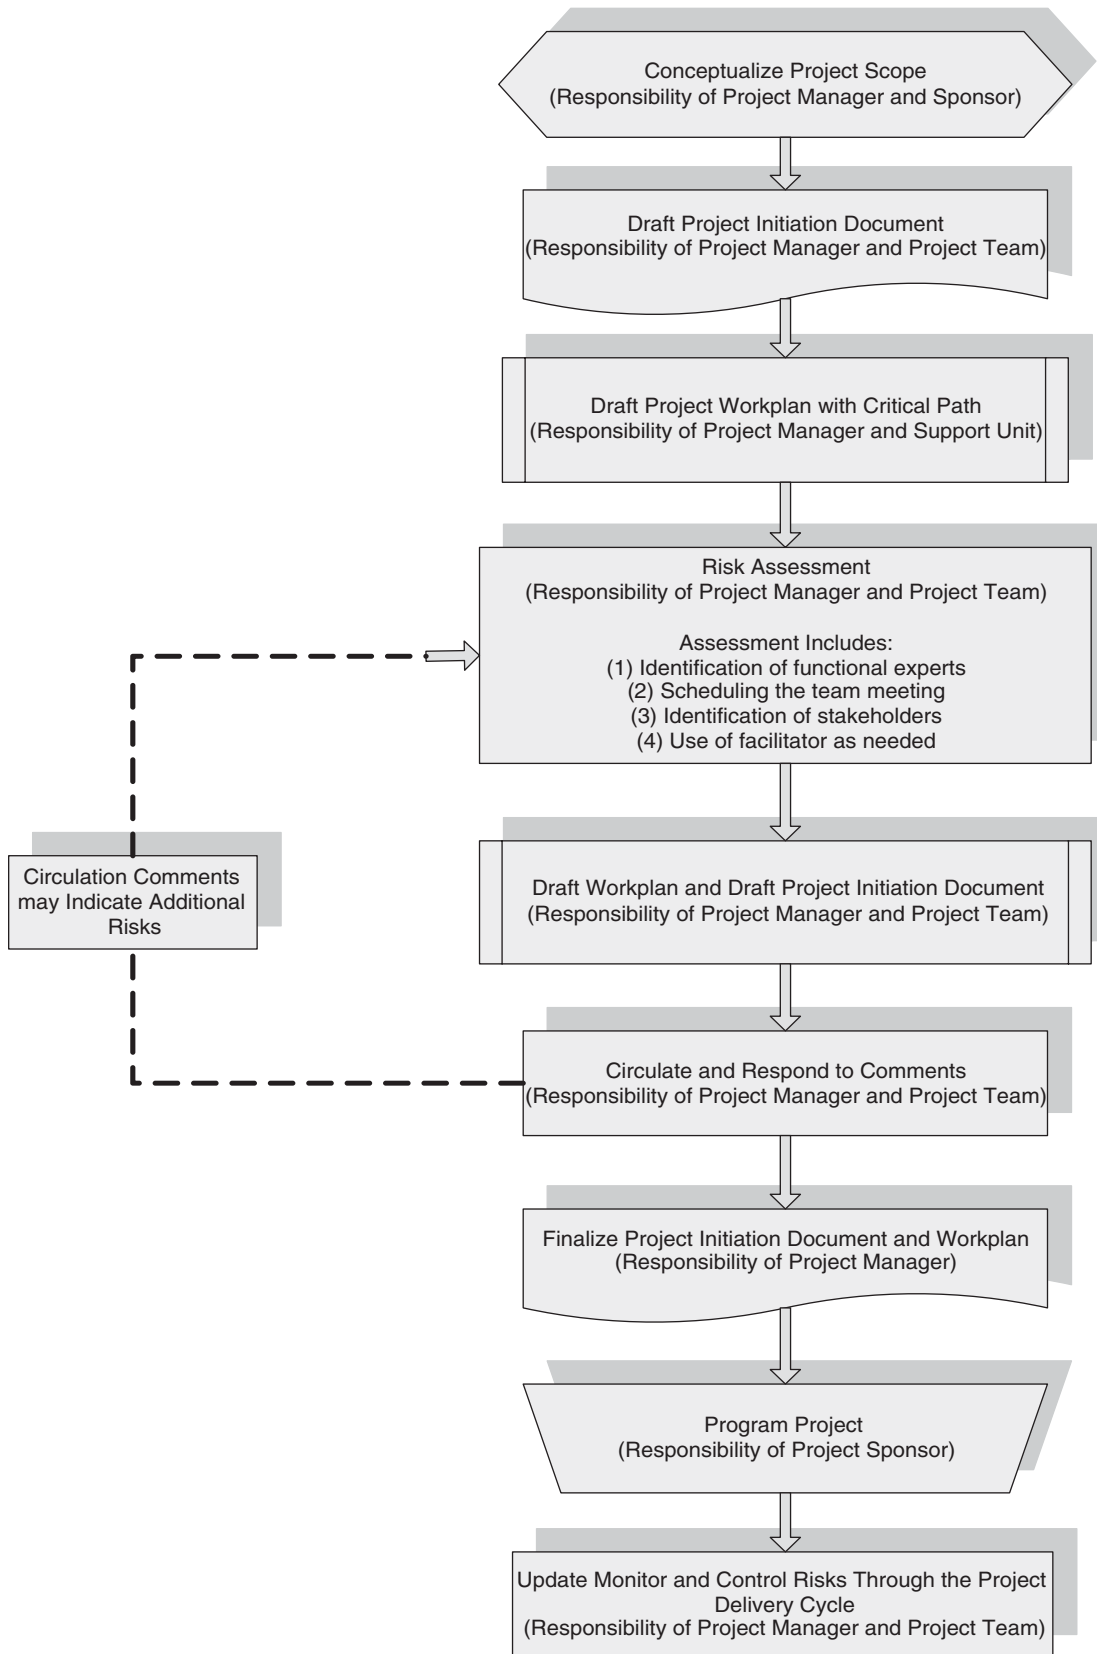 Conceptualize Project Scope
(Responsibility of Project Manager and Sponsor)
Draft Project Initiation Document
(Responsibility of Project Manager and Project Team)
Draft Project Workplan with Critical Path
(Responsibility of Project Manager and Support Unit)
Risk Assessment
(Responsibility of Project Manager and Project Team)
Assessment Includes:
(1) Identification of functional experts
(2) Scheduling the team meeting
(3) Identification of stakeholders
(4) Use of facilitator as needed
Circulation Comments
may Indicate Additional
Risks
Draft Workplan and Draft Project Initiation Document
(Responsibility of Project Manager and Project Team)
Circulate and Respond to Comments
(Responsibility of Project Manager and Project Team)
Finalize Project Initiation Document and Workplan
(Responsibility of Project Manager)
Program Project
(Responsibility of Project Sponsor)
Update Monitor and Control Risks Through the Project
Delivery Cycle
(Responsibility of Project Manager and Project Team)